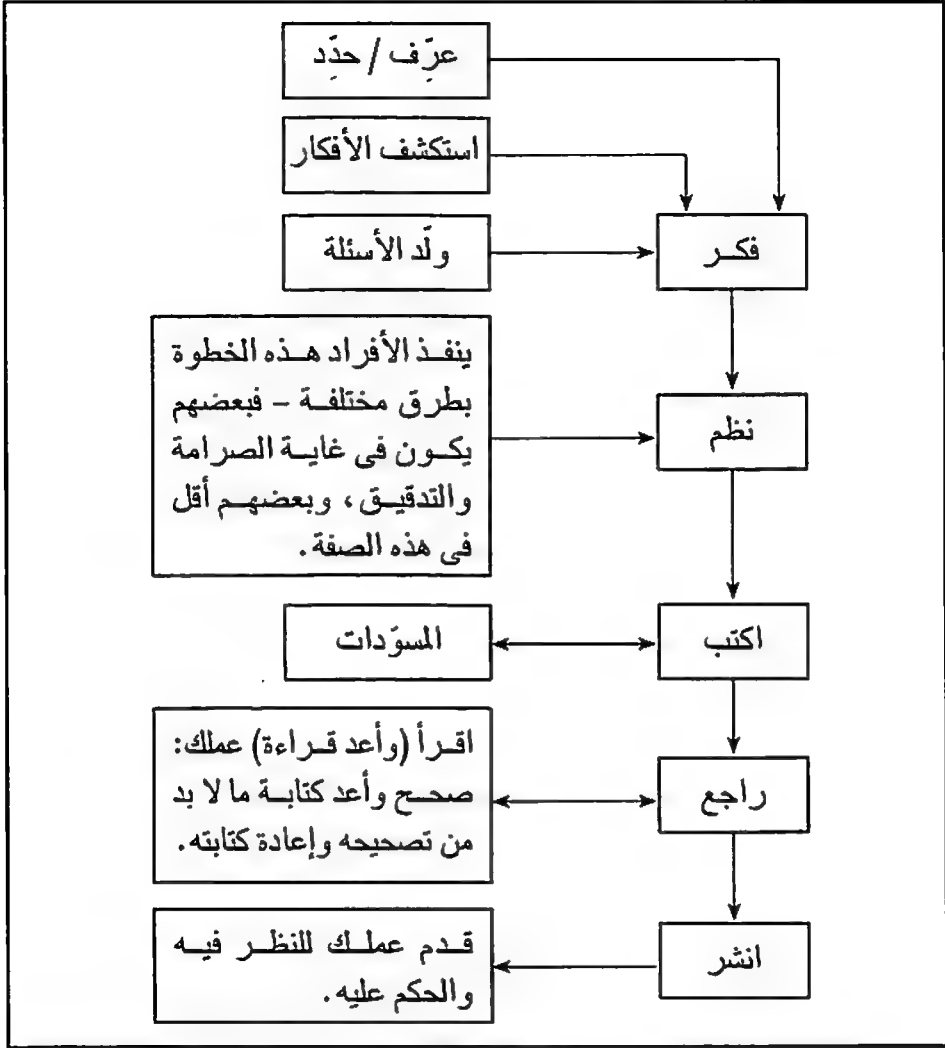 عرِّف / حدِّد
استكشف الأفكار
ولّد الأسئلة
فكر
ينفذ الأفراد هذه الخطوة
بطرق مختلفة – فبعضهم
يكون فى غاية الصرامة
والتدقيق ، وبعضهم أقل
فى هذه الصفة .
نظم
اكتب
المسوّدات
راجع
اقرأ (وأعد قراءة) عملك:
صحح وأعد كتابة ما لا بد
من تصحيحه وإعادة كتابته .
انشر
قدم عملك للنظر فيه
والحكم عليه .